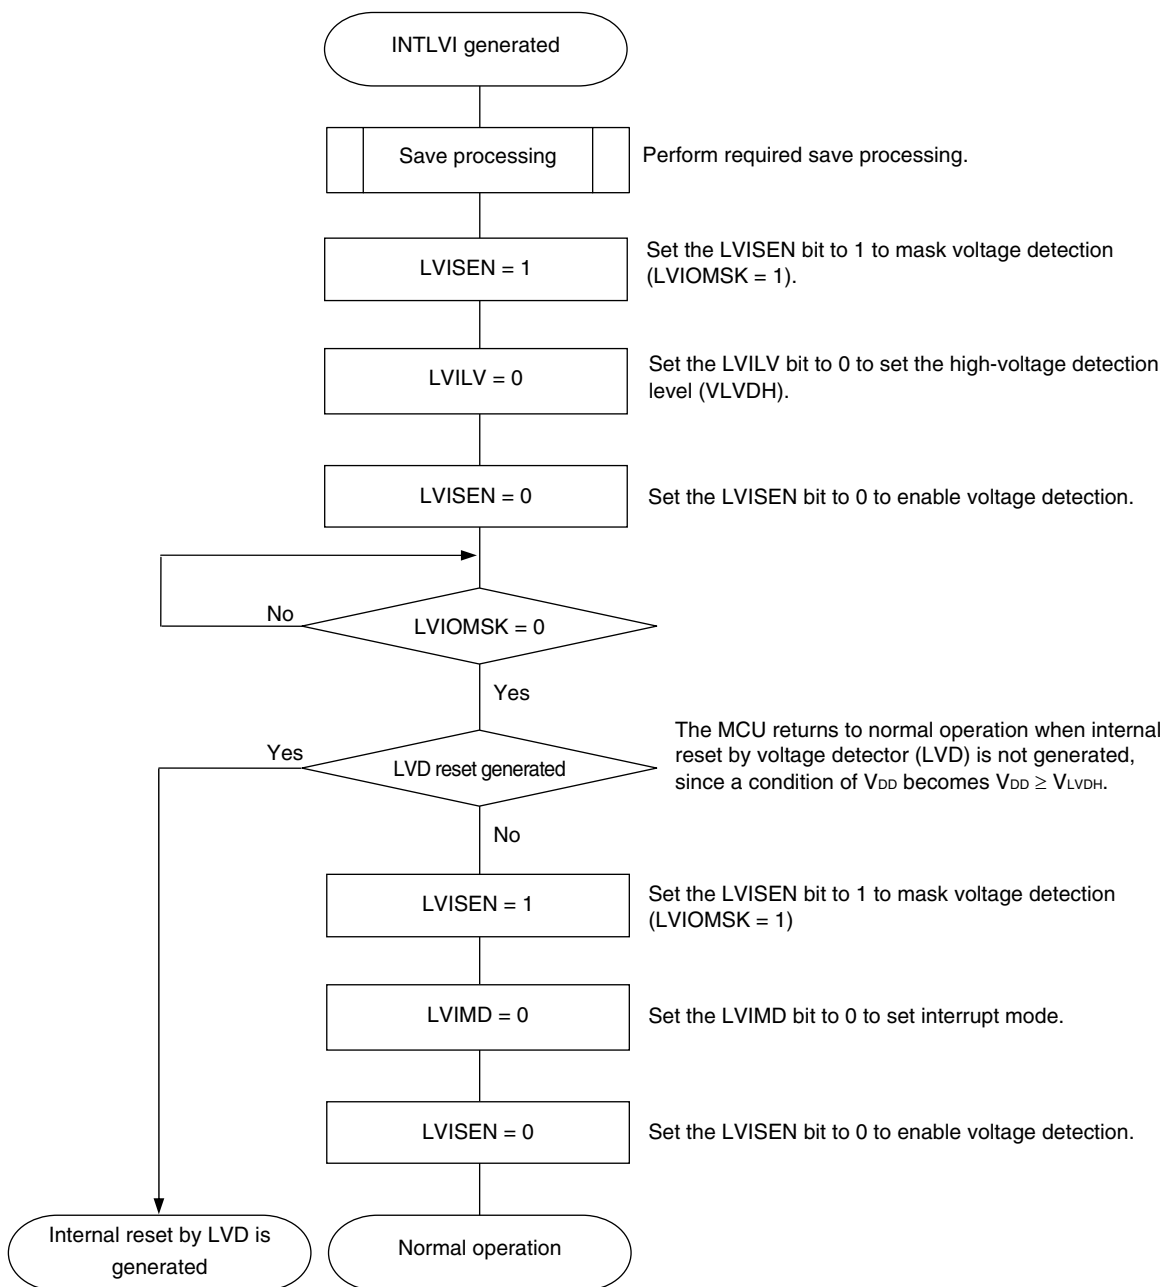 INTLVI generated
Save processing
Perform required save processing.
LVISEN = 1
Set the LVISEN bit to 1 to mask voltage detection
(LVIOMSK = 1).
LVILV = 0
Set the LVILV bit to 0 to set the high-voltage detection
level (VLVDH).
LVISEN = 0
Set the LVISEN bit to 0 to enable voltage detection.
No
LVIOMSK = 0
Yes
The MCU returns to normal operation when internal
reset by voltage detector (LVD) is not generated,
since a condition of VDD becomes VDD ≥ VLVDH.
Yes
LVD reset generated
No
LVISEN = 1
Set the LVISEN bit to 1 to mask voltage detection
(LVIOMSK = 1)
LVIMD = 0
Set the LVIMD bit to 0 to set interrupt mode.
LVISEN = 0
Set the LVISEN bit to 0 to enable voltage detection.
Internal reset by LVD is
generated
Normal operation